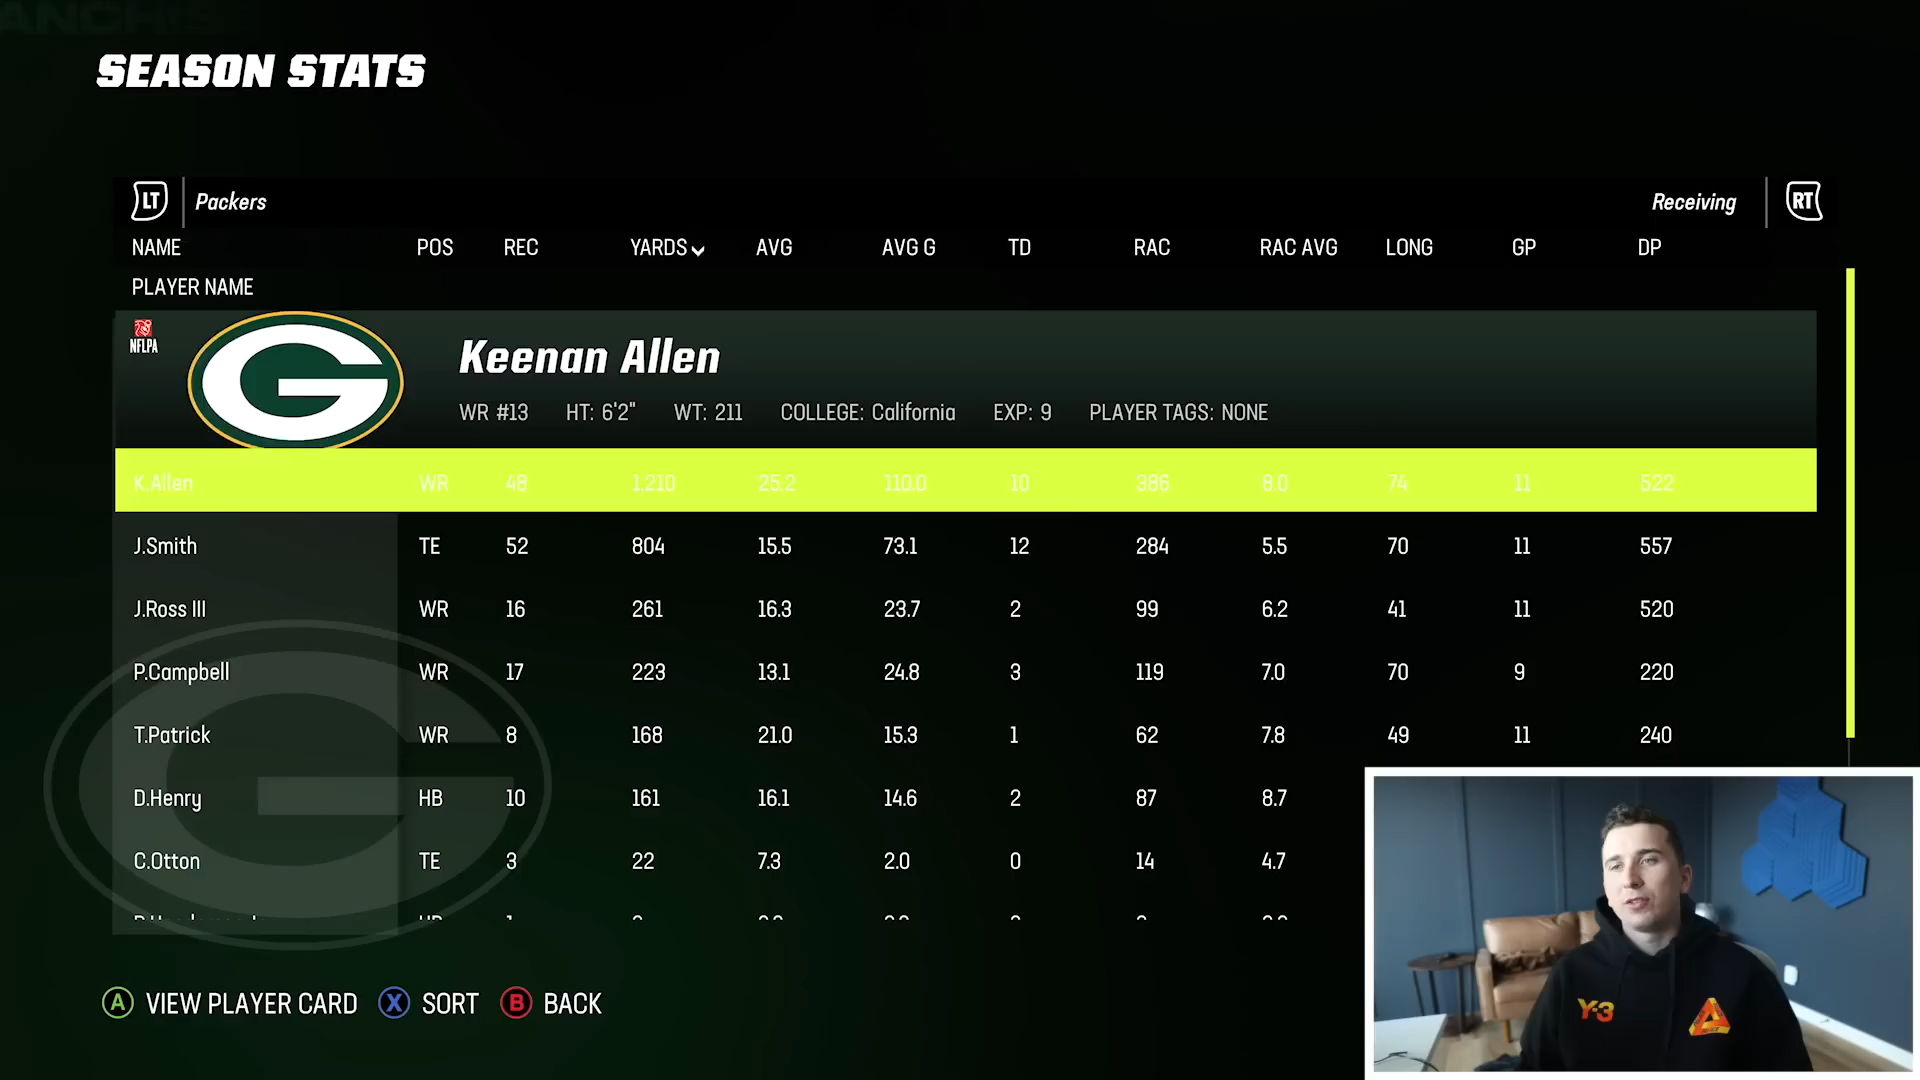 SEASON STATS
LT Packers Receiving RT
NAME POS REC YARDS AVG AVG G TD RAC RAC AVG LONG GP DP
PLAYER NAME
NFLPA
Keenan Allen
WR #13 HT: 6'2" WT: 211 COLLEGE: California EXP: 9 PLAYER TAGS: NONE
K.Allen WR 48 1,210 25.2 110.0 10 386 8.0 74 11 522
J.Smith TE 52 804 15.5 73.1 12 284 5.5 70 11 557
J.Ross III WR 16 261 16.3 23.7 2 99 6.2 41 11 520
P.Campbell WR 17 223 13.1 24.8 3 119 7.0 70 9 220
T.Patrick WR 8 168 21.0 15.3 1 62 7.8 49 11 240
D.Henry HB 10 161 16.1 14.6 2 87 8.7
C.Otton TE 3 22 7.3 2.0 0 14 4.7
A VIEW PLAYER CARD X SORT B BACK
Y-3